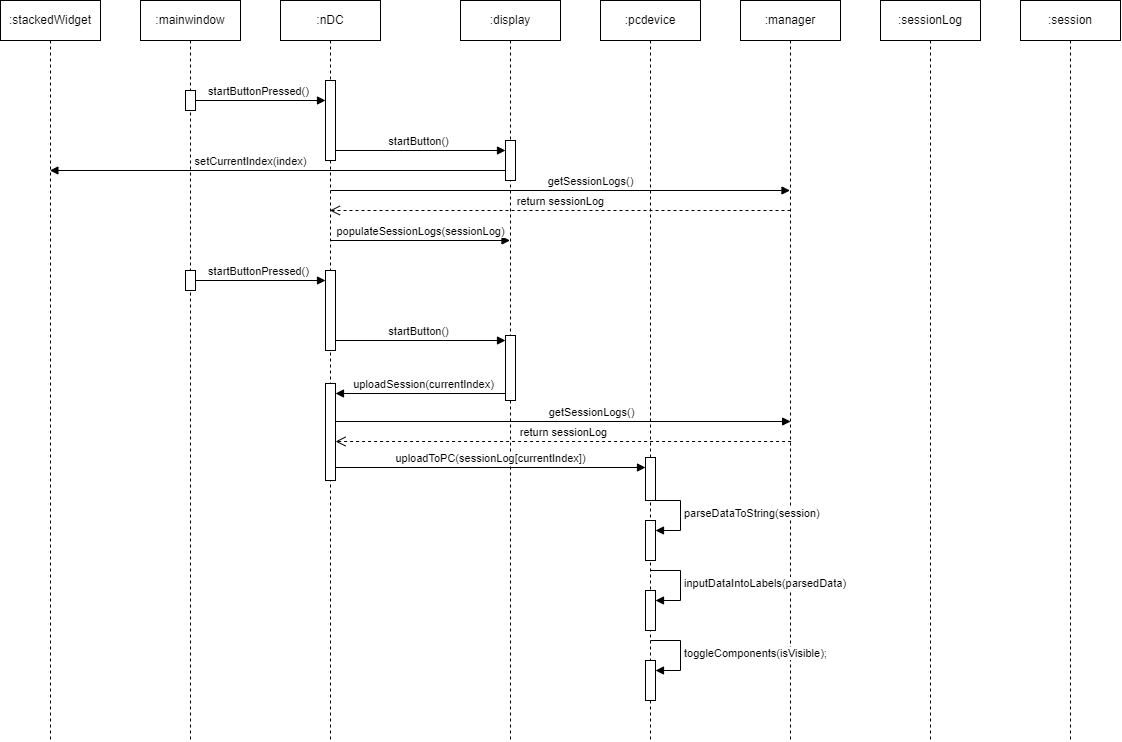 :stackedWidget
:mainwindow
:nDC
:display
:pcdevice
:manager
:sessionLog
:session
startButtonPressed()
startButton()
setCurrentIndex(index)
getSessionLogs()
return sessionLog
populateSessionLogs(sessionLog)
startButtonPressed()
startButton()
uploadSession(currentIndex)
getSessionLogs()
return sessionLog
uploadToPC(sessionLog[currentIndex])
parseDataToString(session)
inputDataIntoLabels(parsedData)
toggleComponents(isVisible);